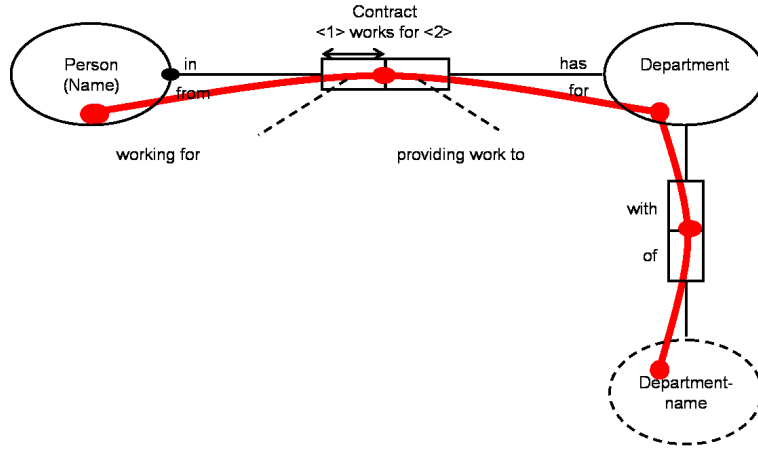 Contract
<1> works for <2>
Person
(Name)
in
from
has
for
Department
working for
providing work to
with
of
Department-
name